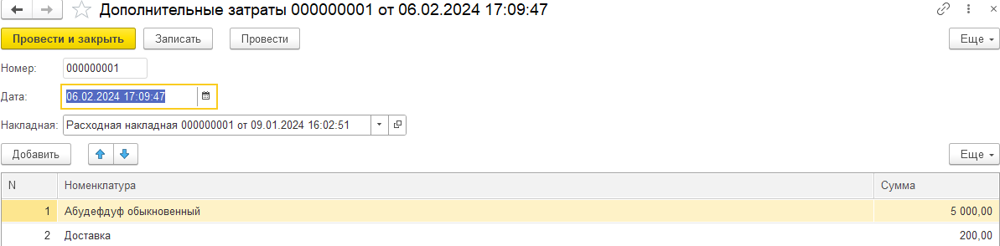 Дополнительные затраты 000000001 от 06.02.2024 17:09:47
Провести и закрыть Записать Провести Еще
Номер: 000000001
Дата: 06.02.2024 17:09:47
Накладная: Расходная накладная 000000001 от 09.01.2024 16:02:51
Добавить Еще
N Номенклатура Сумма
1 Абудефдуф обыкновенный 5 000,00
2 Доставка 200,00